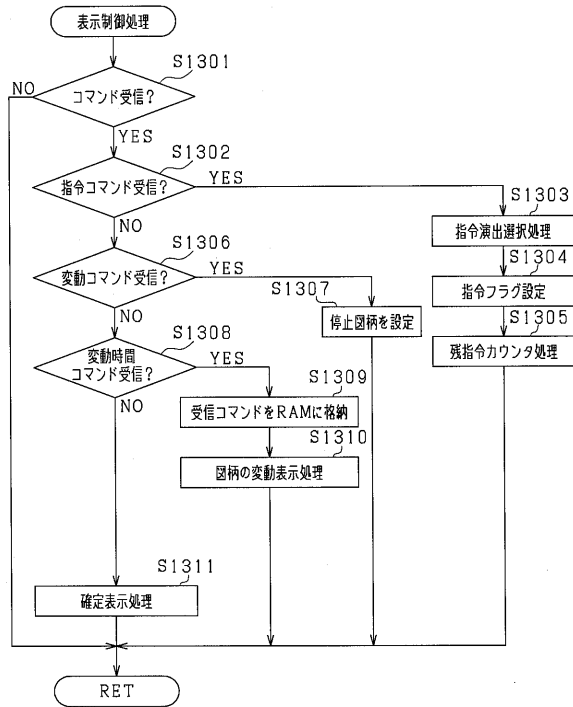 表示制御処理
S1301
コマンド受信?
NO
YES
S1302
指令コマンド受信?
YES
NO
S1303
指令演出選択処理
S1304
指令フラグ設定
S1305
残指令カウンタ処理
S1306
変動コマンド受信?
YES
NO
S1307
停止図柄を設定
S1308
変動時間
コマンド受信?
YES
NO
S1309
受信コマンドをRAMに格納
S1310
図柄の変動表示処理
S1311
確定表示処理
RET